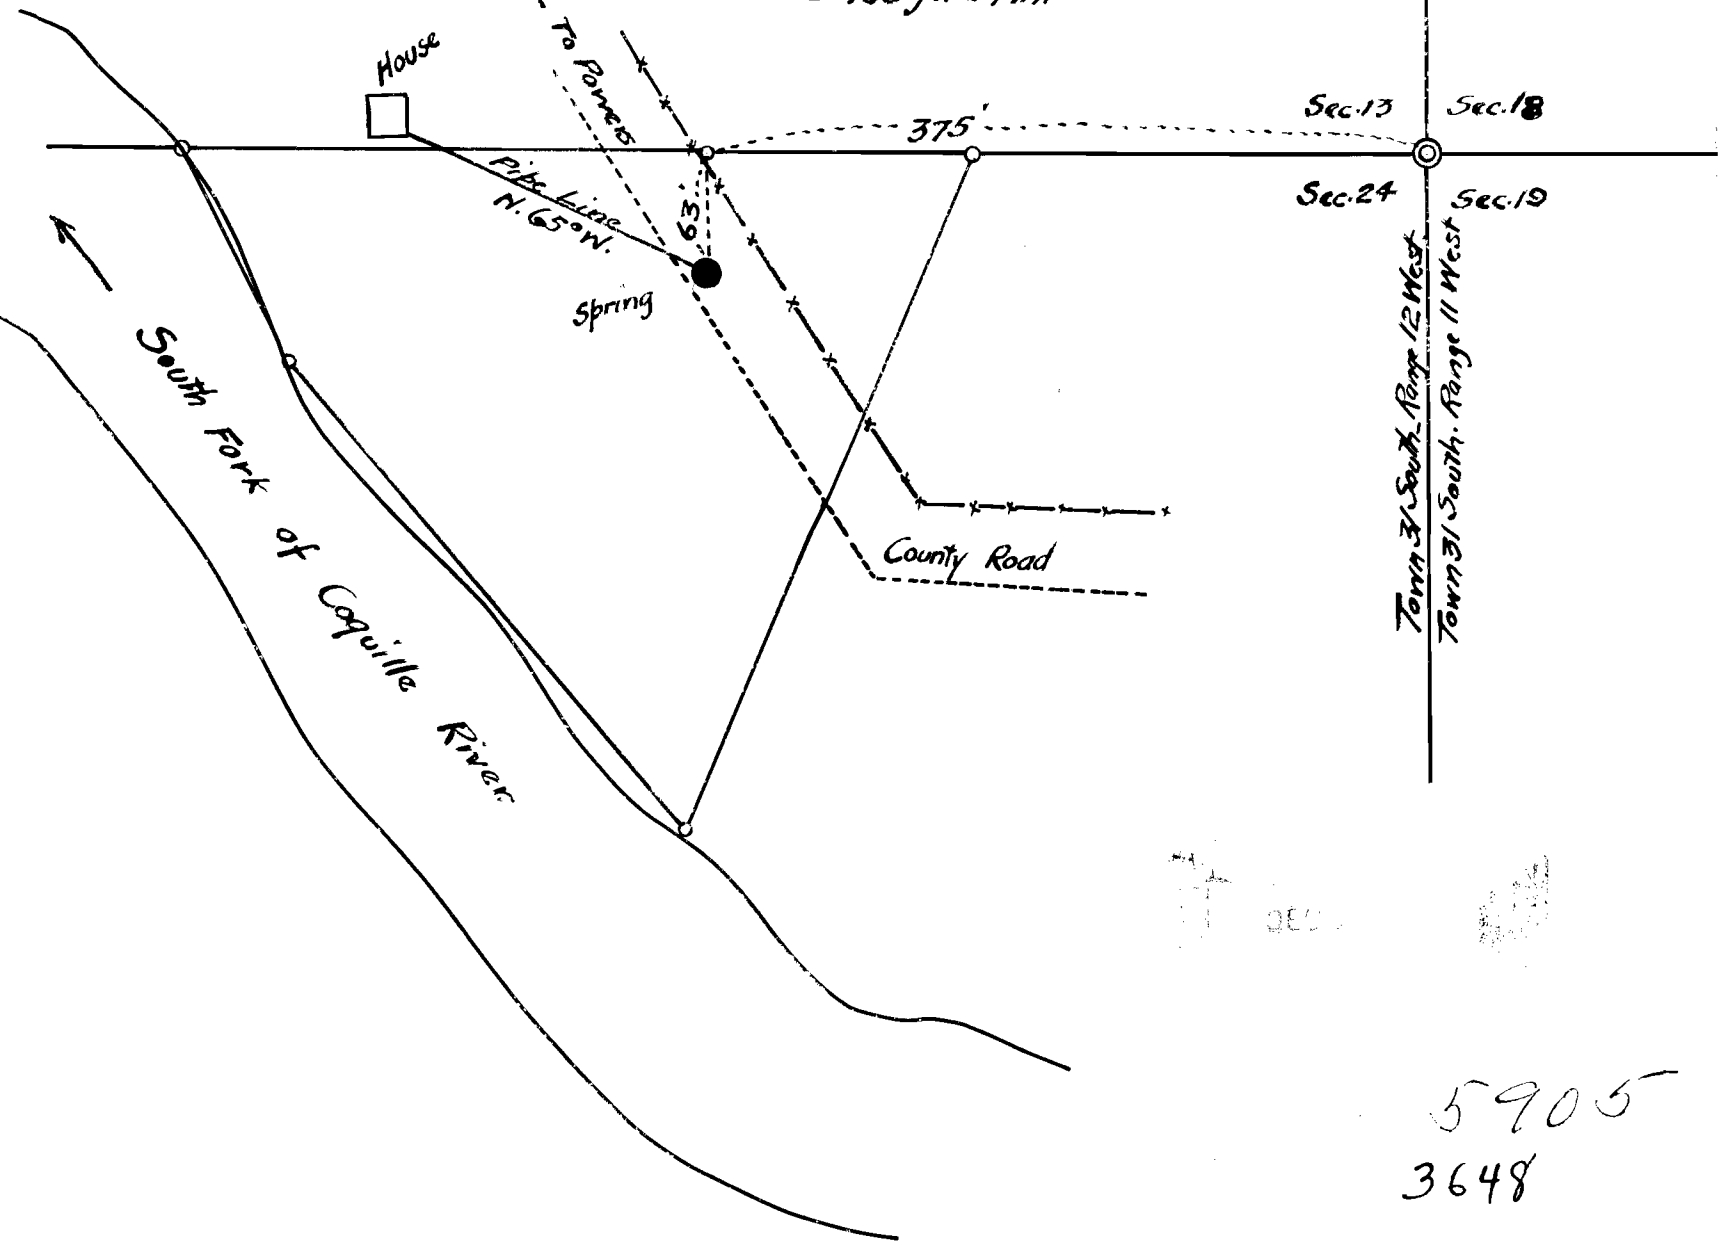 To Powers
House
375'
Sec.13
Sec.18
Pipe Line
N. 65° W.
63'
Sec.24
Sec.19
Spring
South Fork of Coquille River.
Town 31 South Range 12 West
Town 31 South. Range 11 West
County Road
5905
3648